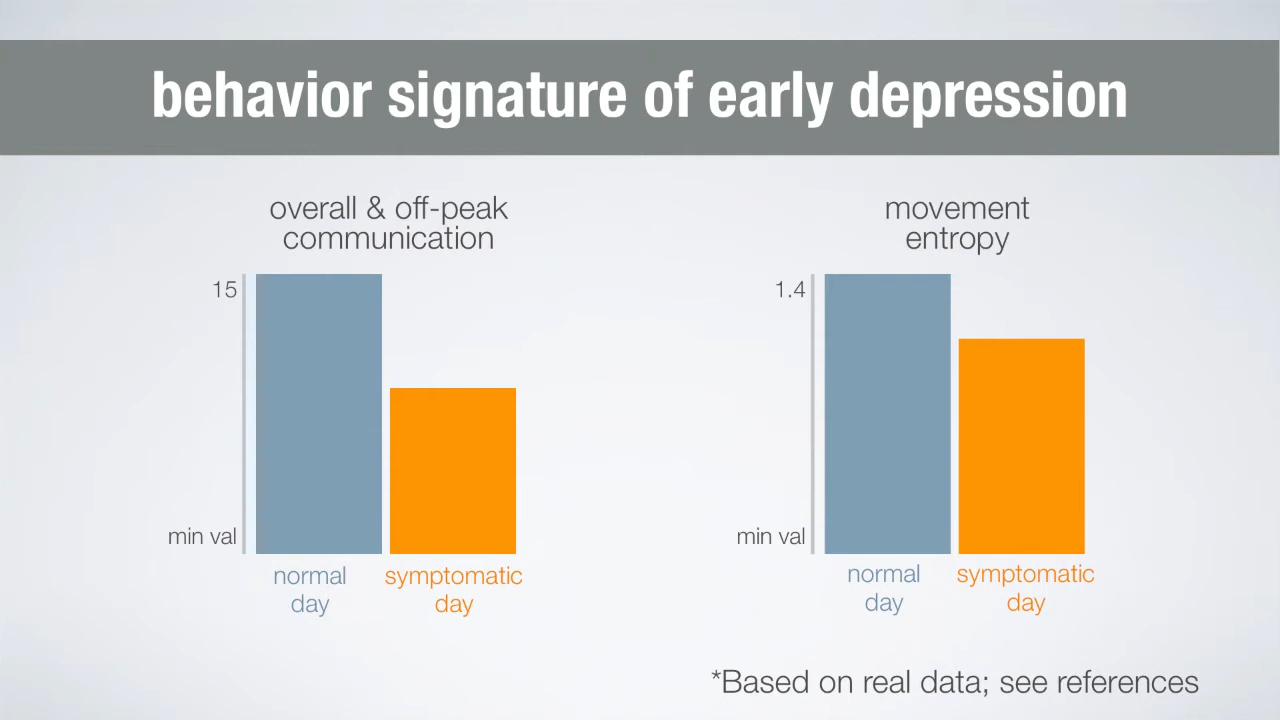 behavior signature of early depression
overall & off-peak
communication
15
min val
normal
day
symptomatic
day
movement
entropy
1.4
min val
normal
day
symptomatic
day
*Based on real data; see references